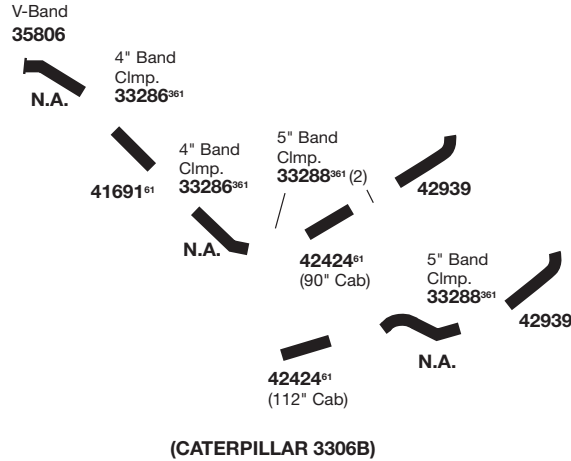 V-Band
35806
4" Band
Clmp.
33286³⁶¹
N.A.
4" Band
Clmp.
33286³⁶¹
5" Band
Clmp.
33288³⁶¹ (2)
41691⁶¹
42939
N.A.
42424⁶¹
(90" Cab)
5" Band
Clmp.
33288³⁶¹
42939
N.A.
42424⁶¹
(112" Cab)
(CATERPILLAR 3306B)